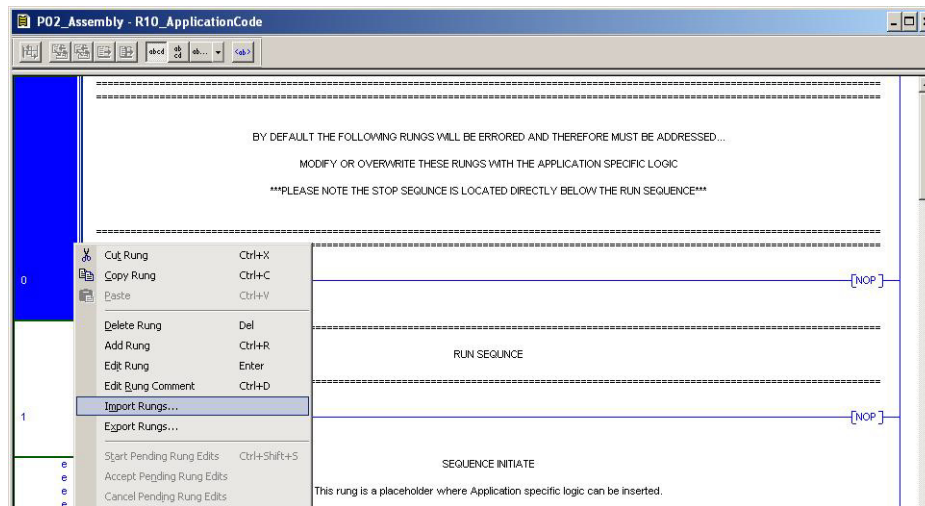 P02_Assembly - R10_ApplicationCode
abcd ab cd ab... <ab>
================================================================
================================================================
BY DEFAULT THE FOLLOWING RUNGS WILL BE ERRORED AND THEREFORE MUST BE ADDRESSED...
MODIFY OR OVERWRITE THESE RUNGS WITH THE APPLICATION SPECIFIC LOGIC
***PLEASE NOTE THE STOP SEQUNCE IS LOCATED DIRECTLY BELOW THE RUN SEQUENCE***
================================================================
================================================================
Cut Rung Ctrl+X
0 Copy Rung Ctrl+C NOP
Paste Ctrl+V
Delete Rung Del
================================================================
Add Rung Ctrl+R
RUN SEQUNCE
Edit Rung Enter
Edit Rung Comment Ctrl+D
================================================================
Import Rungs...
1 NOP
Export Rungs...
Start Pending Rung Edits Ctrl+Shift+S
e SEQUENCE INITIATE
e Accept Pending Rung Edits
e This rung is a placeholder where Application specific logic can be inserted.
e Cancel Pending Rung Edits